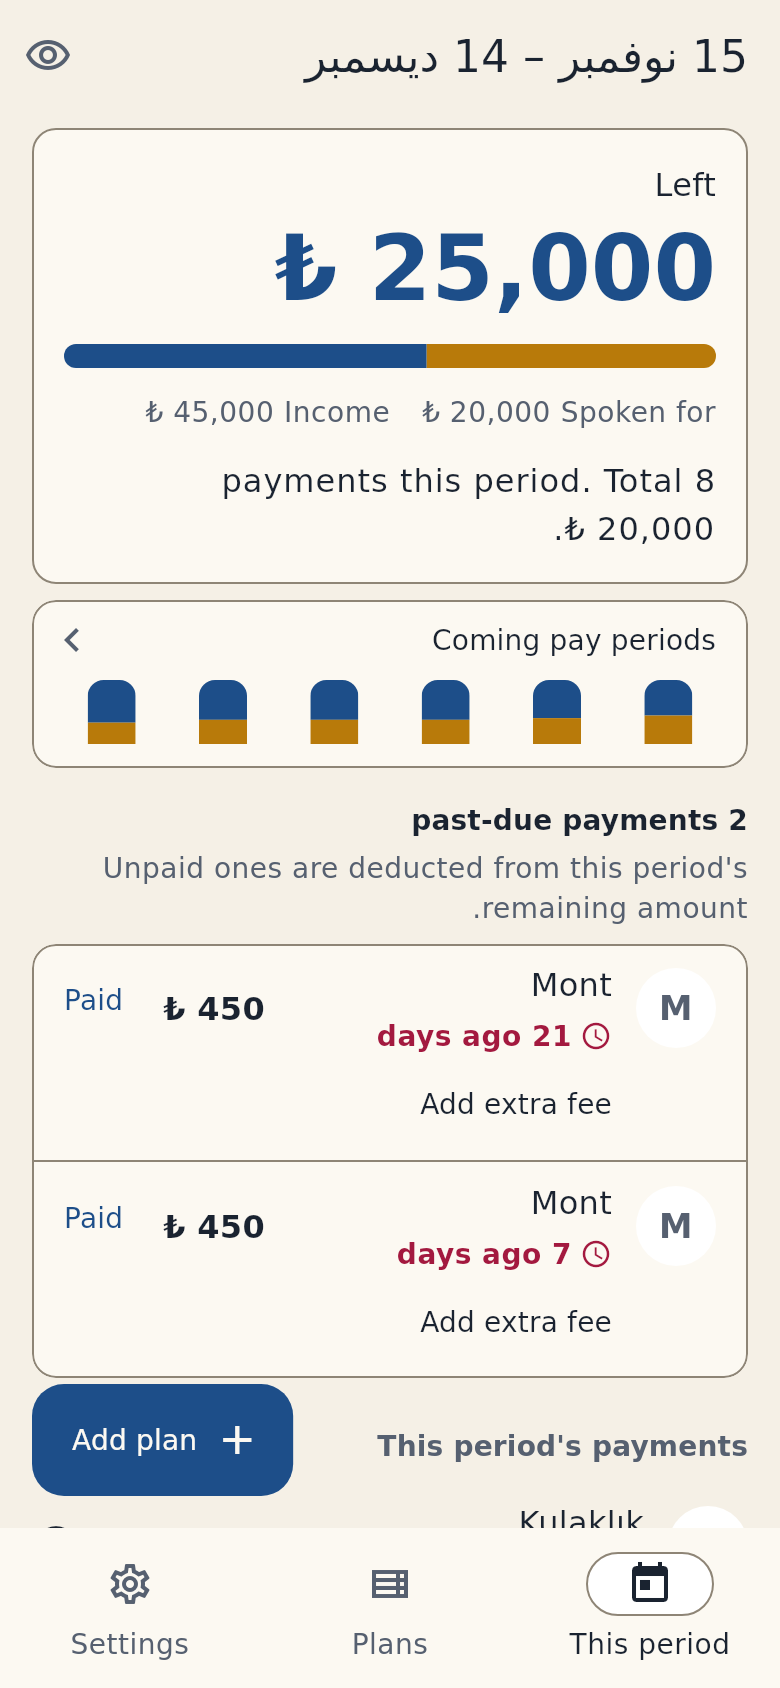 15 نوفمبر – 14 ديسمبر
Left
₺ 25,000
₺ 20,000 Spoken for
₺ 45,000 Income
8 payments this period. Total
₺ 20,000.
Coming pay periods
2 past-due payments
Unpaid ones are deducted from this period's
remaining amount.
M
Mont
21 days ago
₺ 450
Paid
Add extra fee
M
Mont
7 days ago
₺ 450
Paid
Add extra fee
This period's payments
Add plan
Kulaklık
This period
Plans
Settings